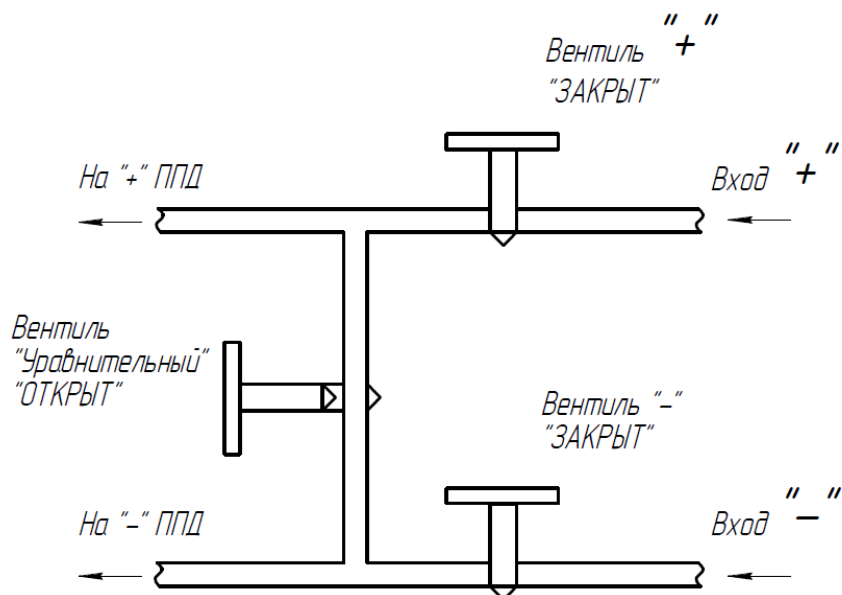 Вентиль "+"
"ЗАКРЫТ"
На "+" ППД
Вход "+"
Вентиль
"Уравнительный"
"ОТКРЫТ"
Вентиль "–"
"ЗАКРЫТ"
На "–" ППД
Вход "–"